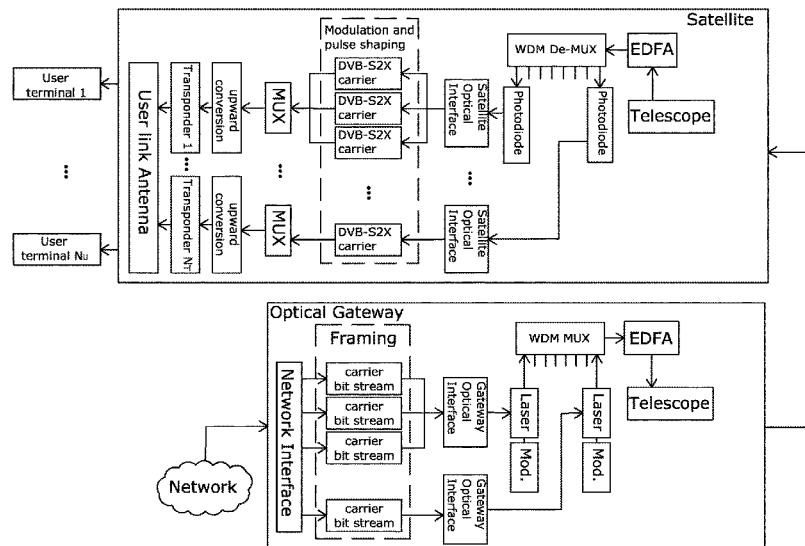 Satellite
Modulation and
pulse shaping
User
terminal 1
...
User
terminal Nu
User link Antenna
Transponder 1
...
Transponder NT
upward
conversion
...
upward
conversion
MUX
...
MUX
DVB-S2X
carrier
DVB-S2X
carrier
DVB-S2X
carrier
...
DVB-S2X
carrier
Satellite
Optical
Interface
...
Satellite
Optical
Interface
Photodiode
WDM De-MUX
Photodiode
EDFA
Telescope
Optical Gateway
Framing
Network
Network Interface
carrier
bit stream
carrier
bit stream
carrier
bit stream
carrier
bit stream
Gateway
Optical
Interface
Gateway
Optical
Interface
WDM MUX
Laser
Mod.
Laser
Mod.
EDFA
Telescope